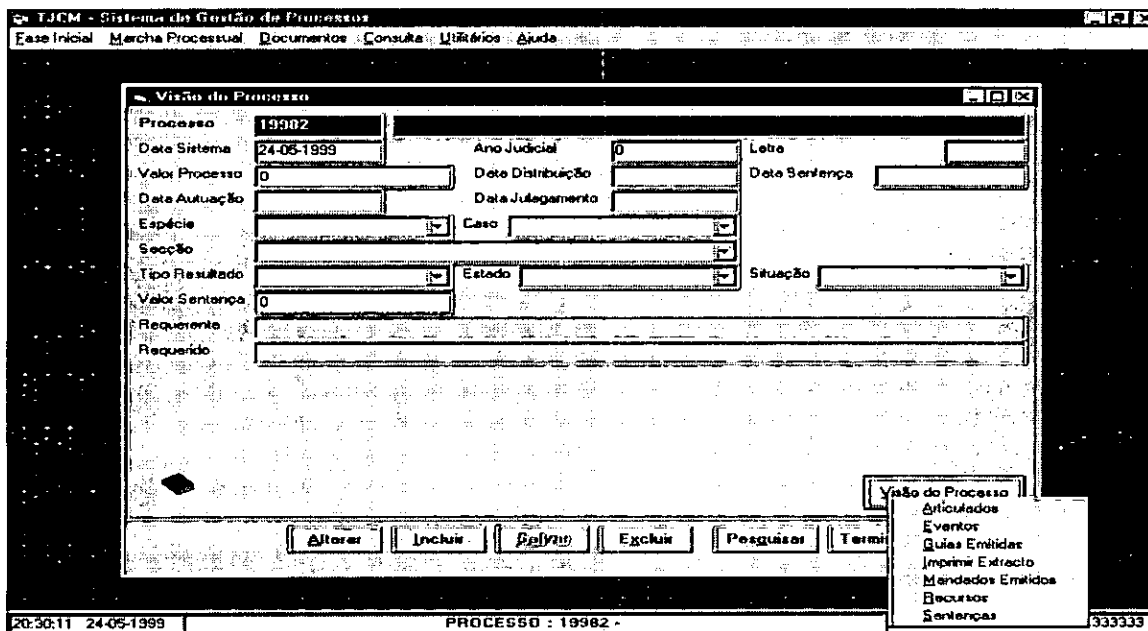 TJCM - Sistema de Gestão de Processos
Fase Inicial Marcha Processual Documentos Consulta Utilitários Ajuda
Visão do Processo
Processo 19982
Data Sistema 24-05-1999 Ano Judicial 0 Letra
Valor Processo 0 Data Distribuição Data Sentença
Data Autuação Data Julagamento
Espécie Caso
Secção
Tipo Resultado Estado Situação
Valor Sentença 0
Requerente
Requerido
Visão do Processo
Articulados
Eventos
Guias Emitidas
Imprimir Extracto
Mandados Emitidos
Recursos
Sentenças
Alterar Incluir Gravar Excluir Pesquisar Termi
20:30:11 24-05-1999 PROCESSO : 19982 - 333333